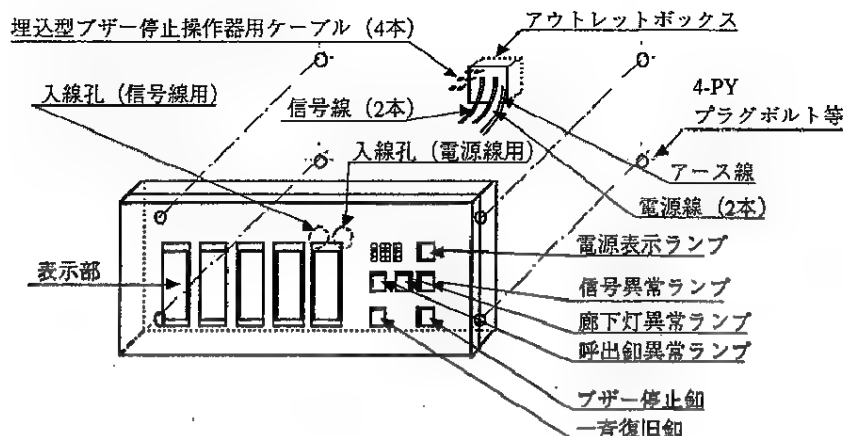 埋込型ブザー停止操作器用ケーブル（4本）
アウトレットボックス
入線孔（信号線用）
信号線（2本）
4-PY
プラグボルト等
入線孔（電源線用）
アース線
電源線（2本）
電源表示ランプ
表示部
信号異常ランプ
廊下灯異常ランプ
呼出釦異常ランプ
ブザー停止釦
一斉復旧釦